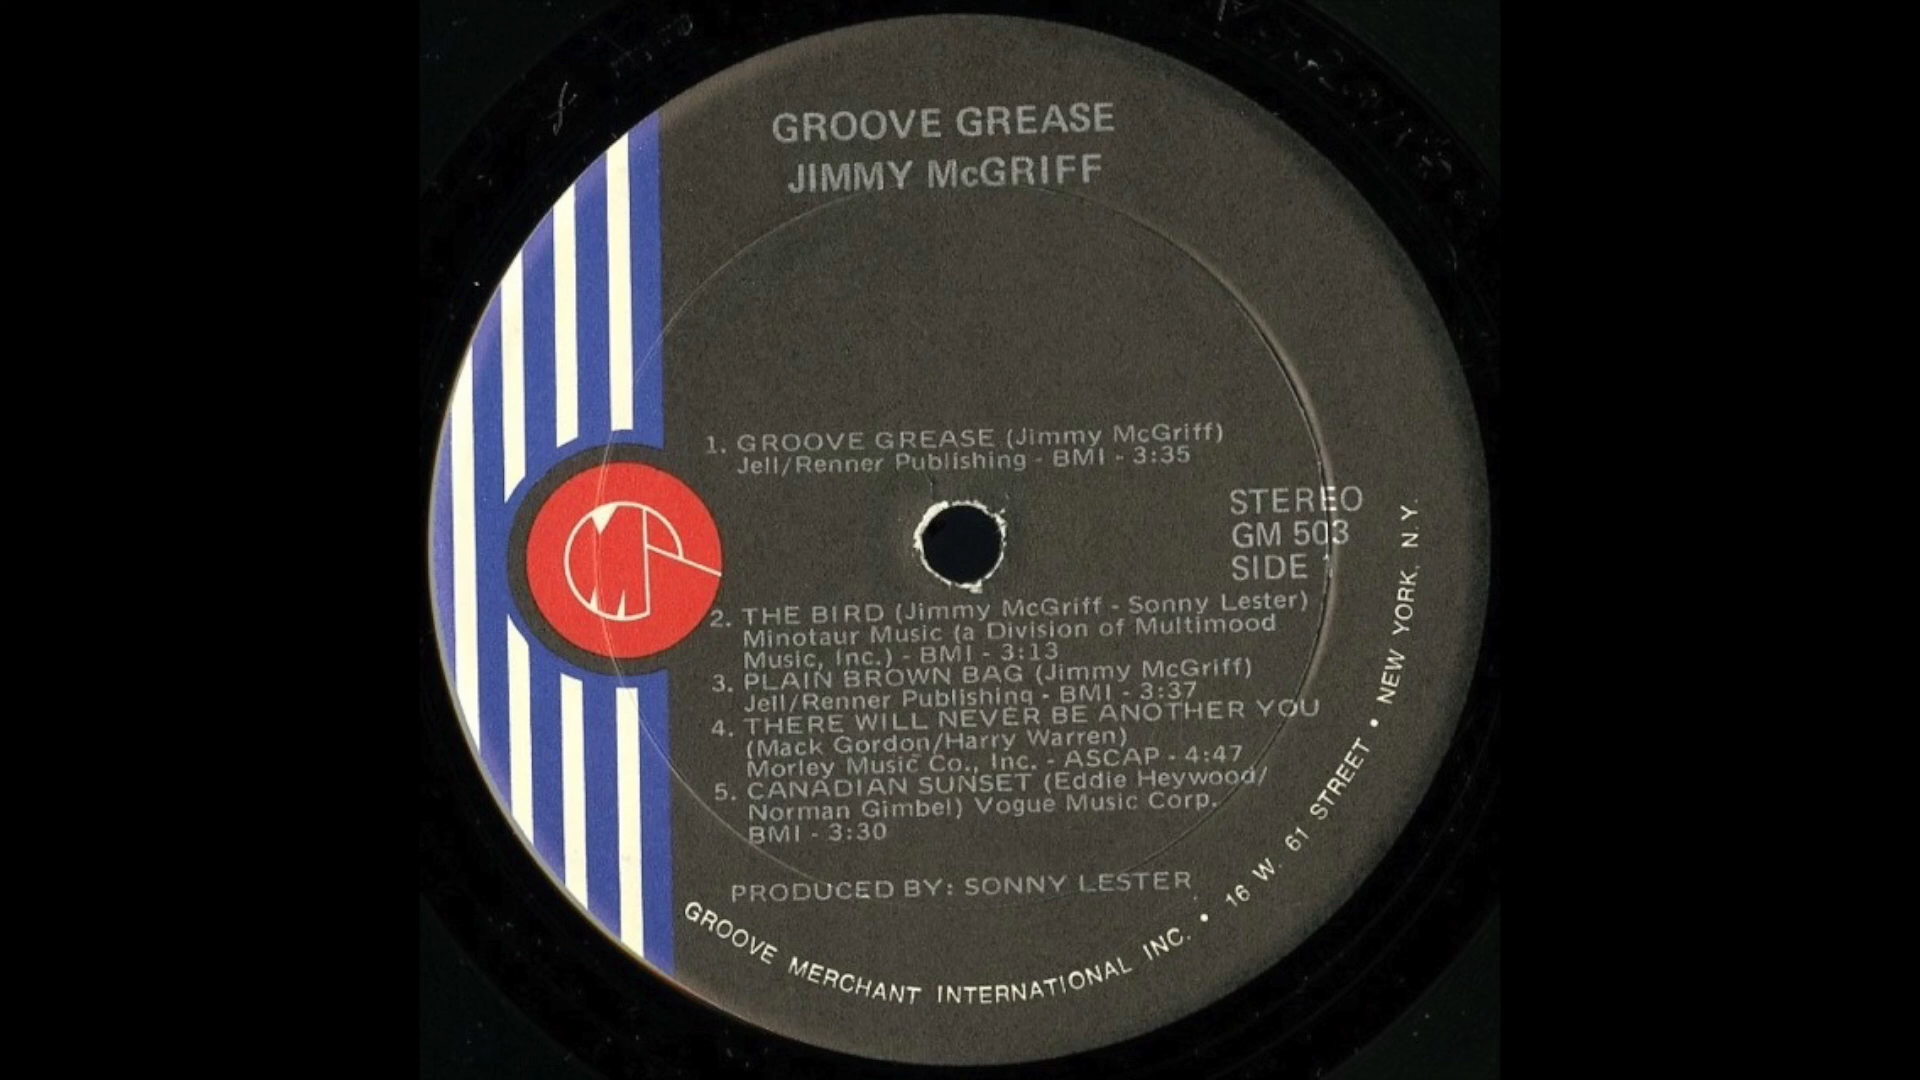 GROOVE GREASE
JIMMY McGRIFF
1. GROOVE GREASE (Jimmy McGriff)
Jell/Renner Publishing - BMI - 3:35
STEREO
GM 503
SIDE 1
2. THE BIRD (Jimmy McGriff - Sonny Lester)
Minotaur Music (a Division of Multimood
Music, Inc.) - BMI - 3:13
3. PLAIN BROWN BAG (Jimmy McGriff)
Jell/Renner Publishing - BMI - 3:37
4. THERE WILL NEVER BE ANOTHER YOU
(Mack Gordon/Harry Warren)
Morley Music Co., Inc. - ASCAP - 4:47
5. CANADIAN SUNSET (Eddie Heywood/
Norman Gimbel) Vogue Music Corp.
BMI - 3:30
PRODUCED BY: SONNY LESTER
GROOVE MERCHANT INTERNATIONAL INC. • 16 W. 61 STREET • NEW YORK, N.Y.